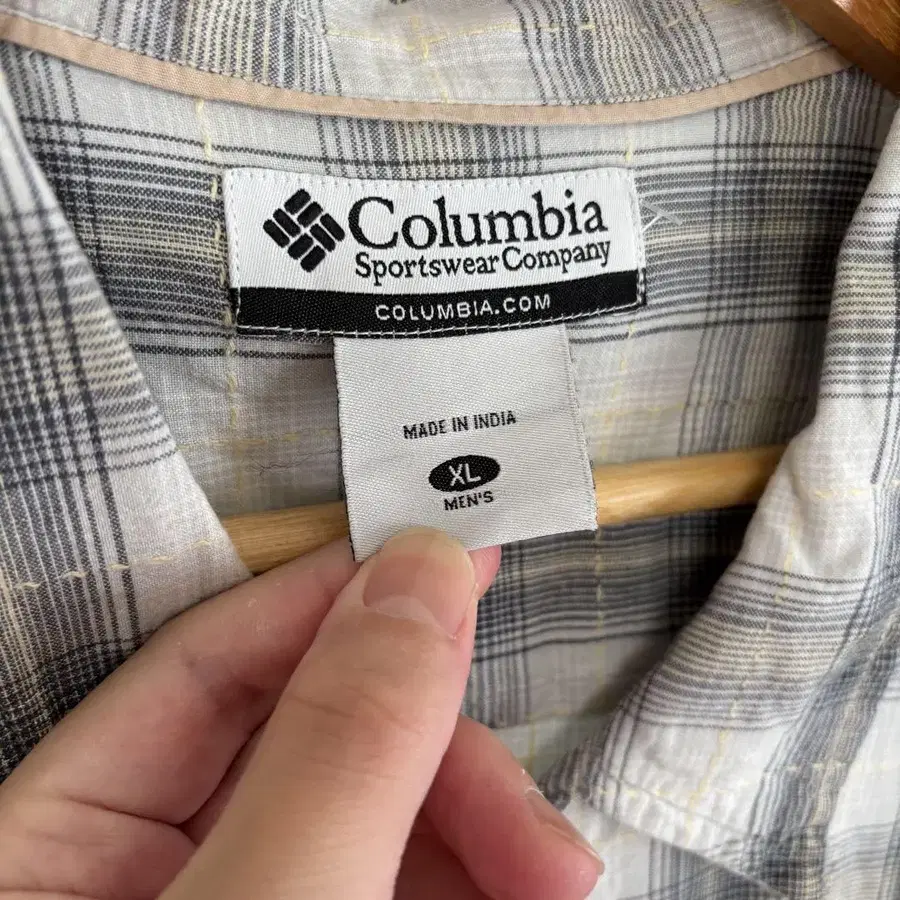 Columbia
Sportswear Company
COLUMBIA.COM
MADE IN INDIA
XL
MEN'S